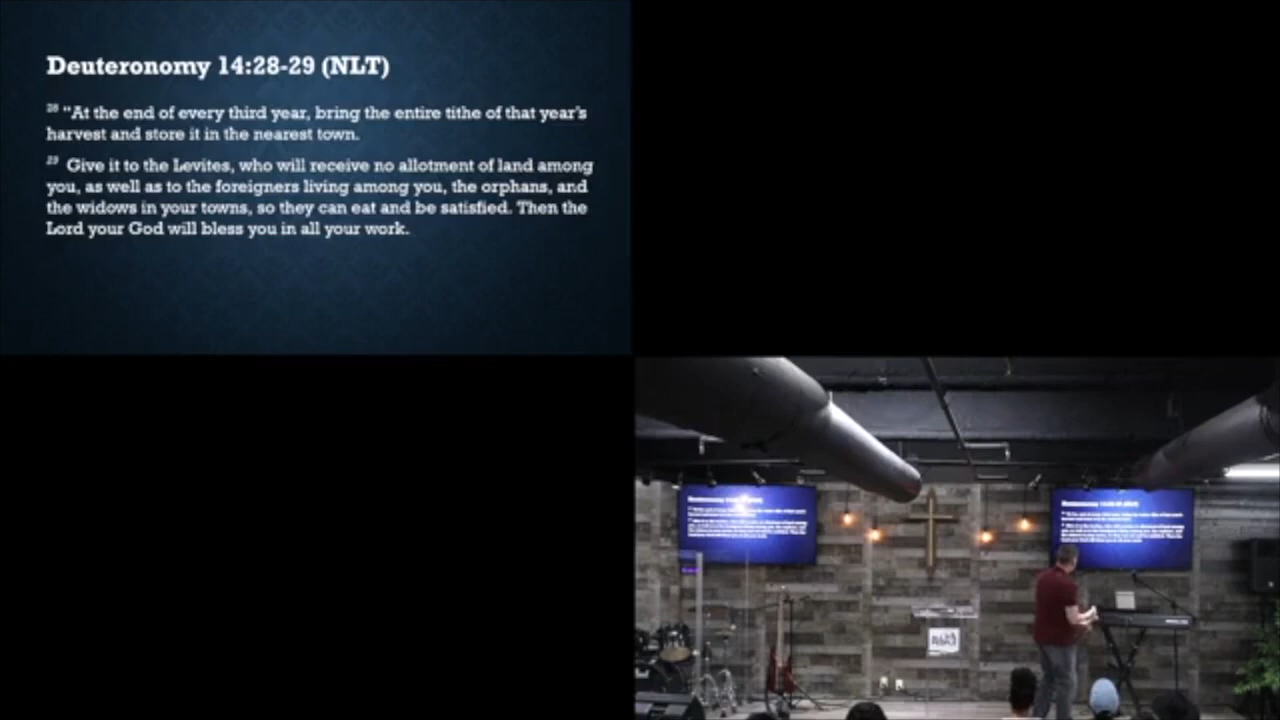 Deuteronomy 14:28-29 (NLT)
28 "At the end of every third year, bring the entire tithe of that year's
harvest and store it in the nearest town.
29 Give it to the Levites, who will receive no allotment of land among
you, as well as to the foreigners living among you, the orphans, and
the widows in your towns, so they can eat and be satisfied. Then the
Lord your God will bless you in all your work.